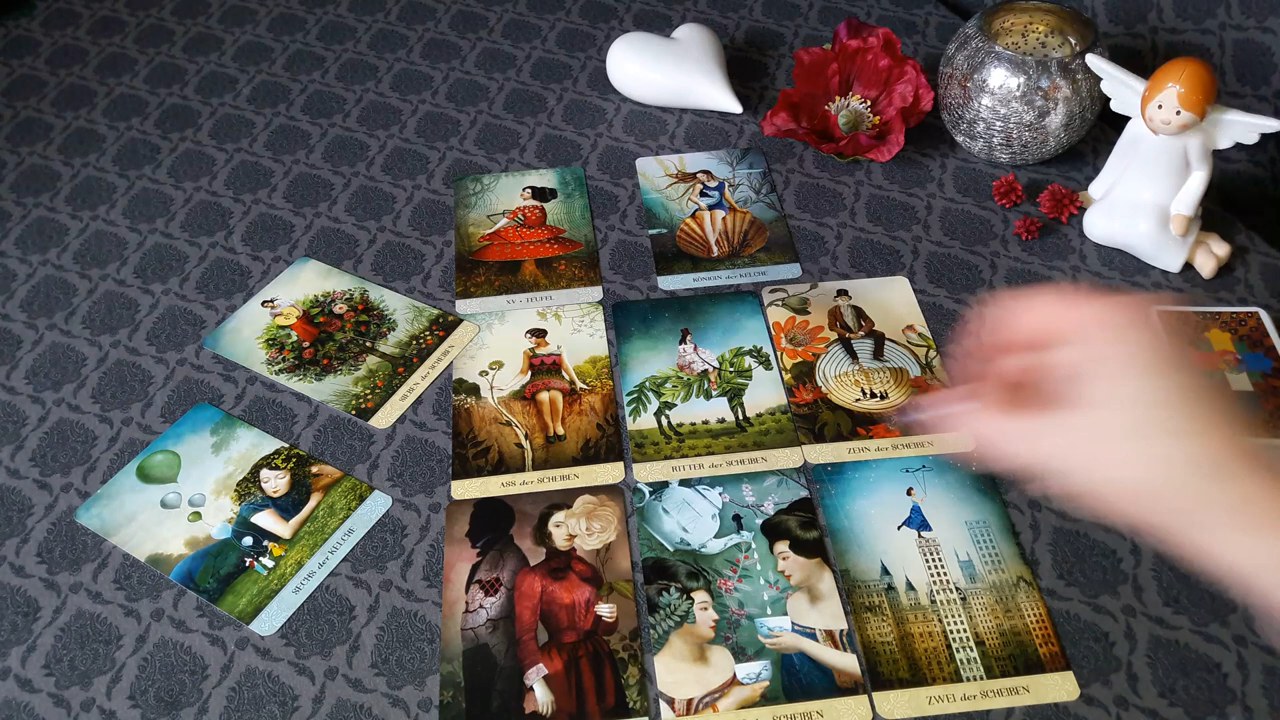 XV • TEUFEL
KÖNIGIN der KELCHE
SIEBEN der SCHEIBEN
ASS der SCHEIBEN
RITTER der SCHEIBEN
ZEHN der SCHEIBEN
SECHS der KELCHE
der SCHEIBEN
ZWEI der SCHEIBEN